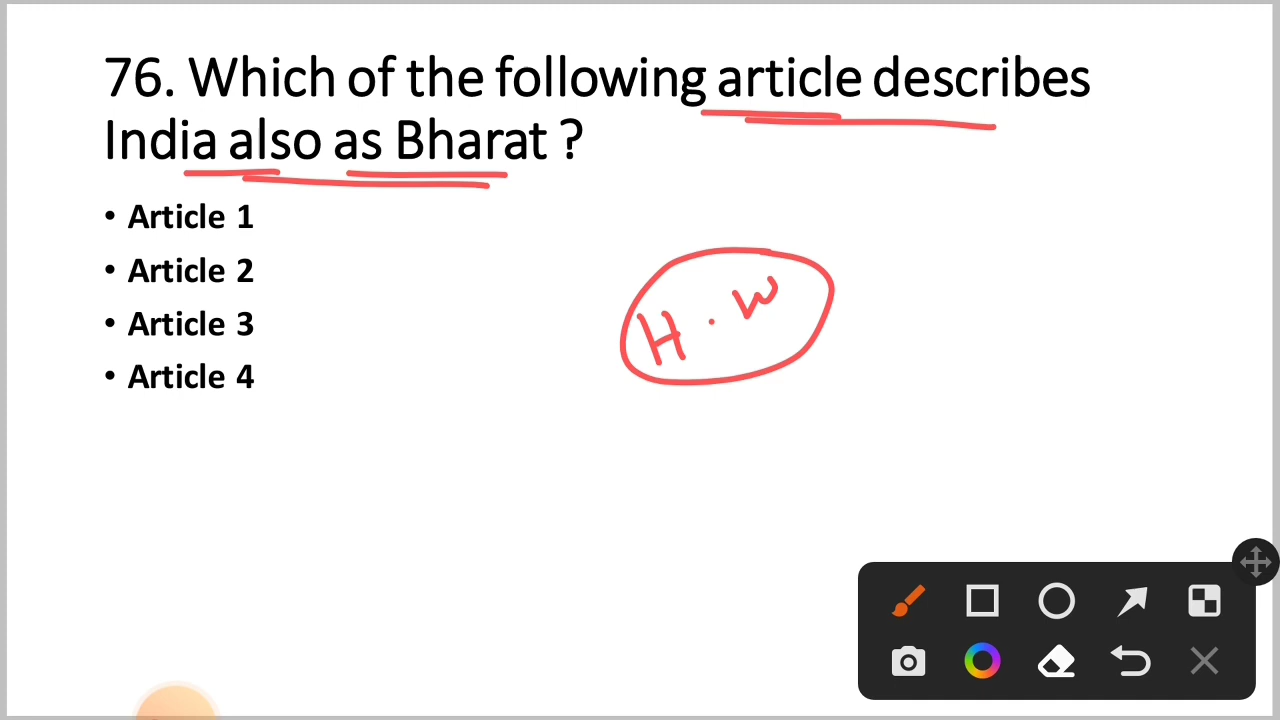 76. Which of the following article describes
India also as Bharat ?
• Article 1
• Article 2
• Article 3
• Article 4
H . W